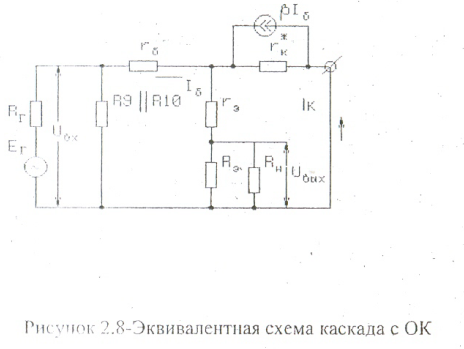 βIб
rб
rк*
Iб
Rг
Uвх
R9||R10
rэ
Iк
Eг
Rэ
Rн
Uвых
Рисунок 2.8-Эквивалентная схема каскада с ОК